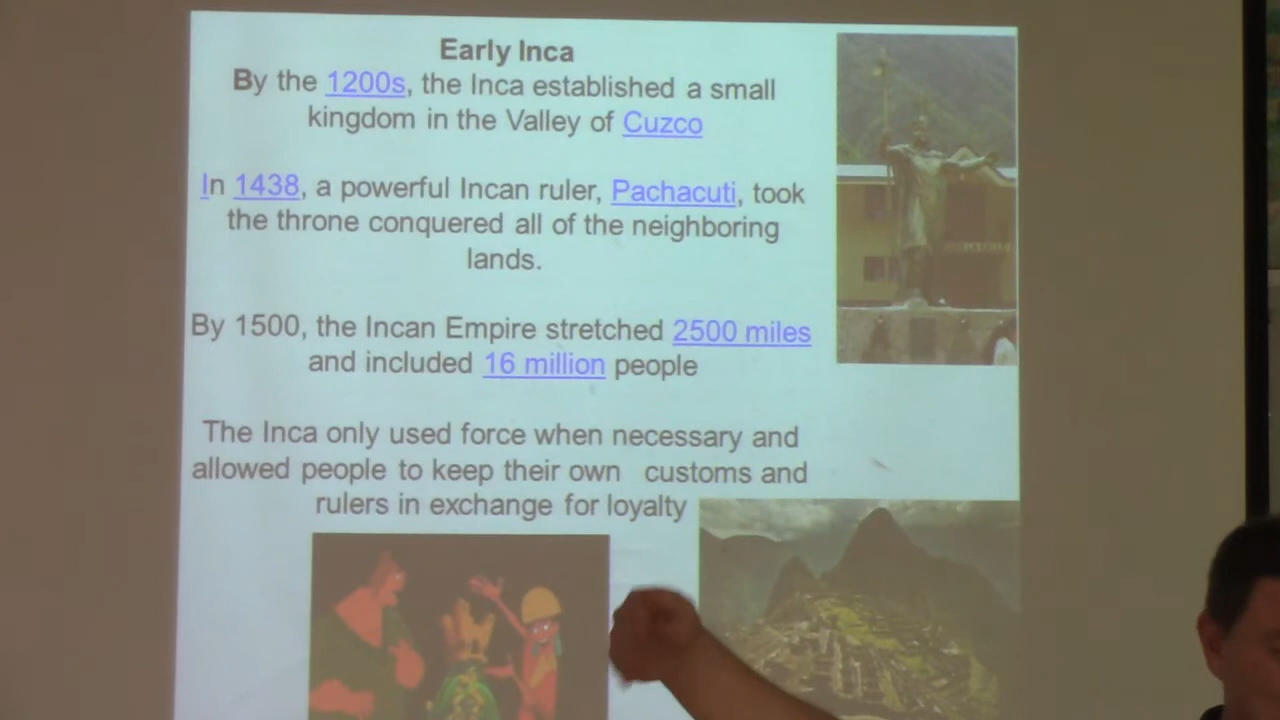 Early Inca
By the 1200s, the Inca established a small
kingdom in the Valley of Cuzco
In 1438, a powerful Incan ruler, Pachacuti, took
the throne conquered all of the neighboring
lands.
By 1500, the Incan Empire stretched 2500 miles
and included 16 million people
The Inca only used force when necessary and
allowed people to keep their own customs and
rulers in exchange for loyalty